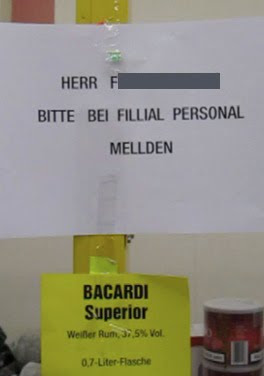 HERR F
BITTE BEI FILLIAL PERSONAL
MELLDEN
BACARDI
Superior
Weißer Rum, 37,5% Vol.
0,7-Liter-Flasche